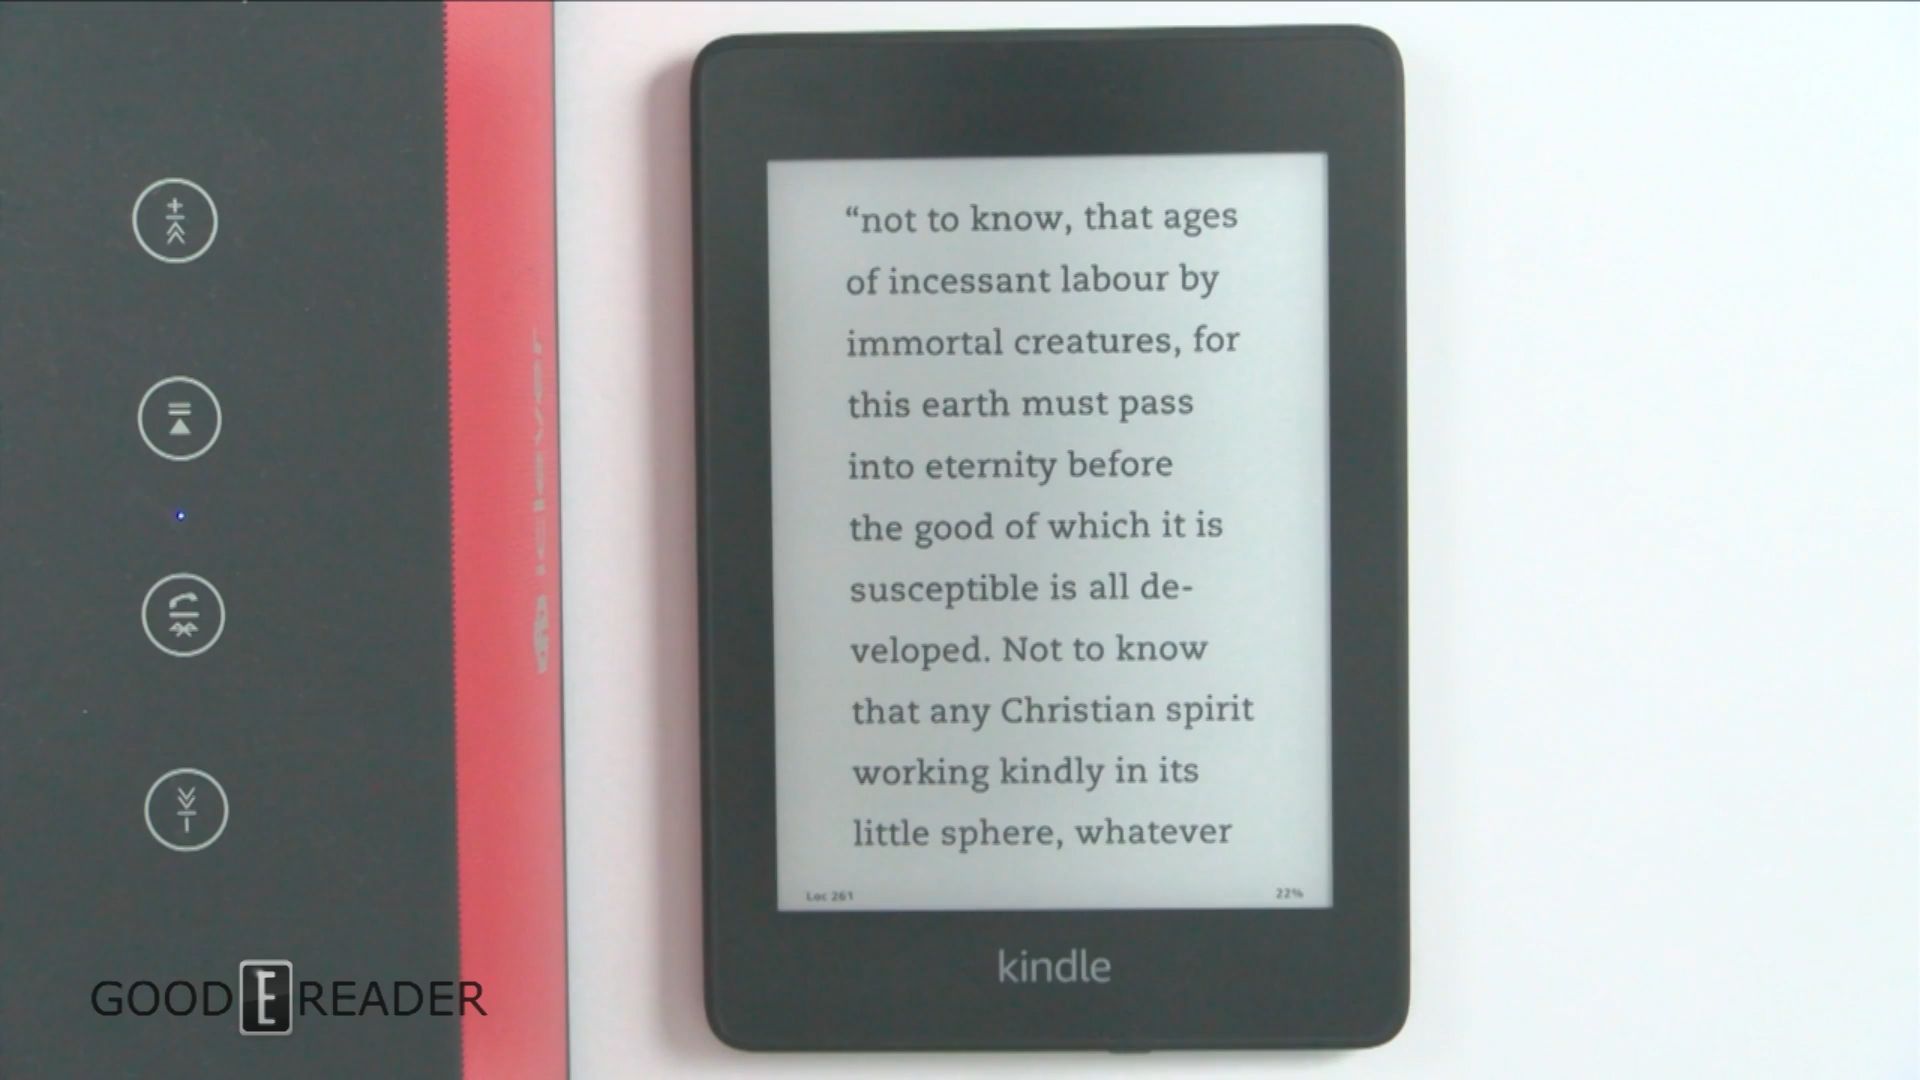 “not to know, that ages
of incessant labour by
immortal creatures, for
this earth must pass
into eternity before
the good of which it is
susceptible is all de-
veloped. Not to know
that any Christian spirit
working kindly in its
little sphere, whatever
Loc 261 22%
kindle
iclever
GOOD E READER